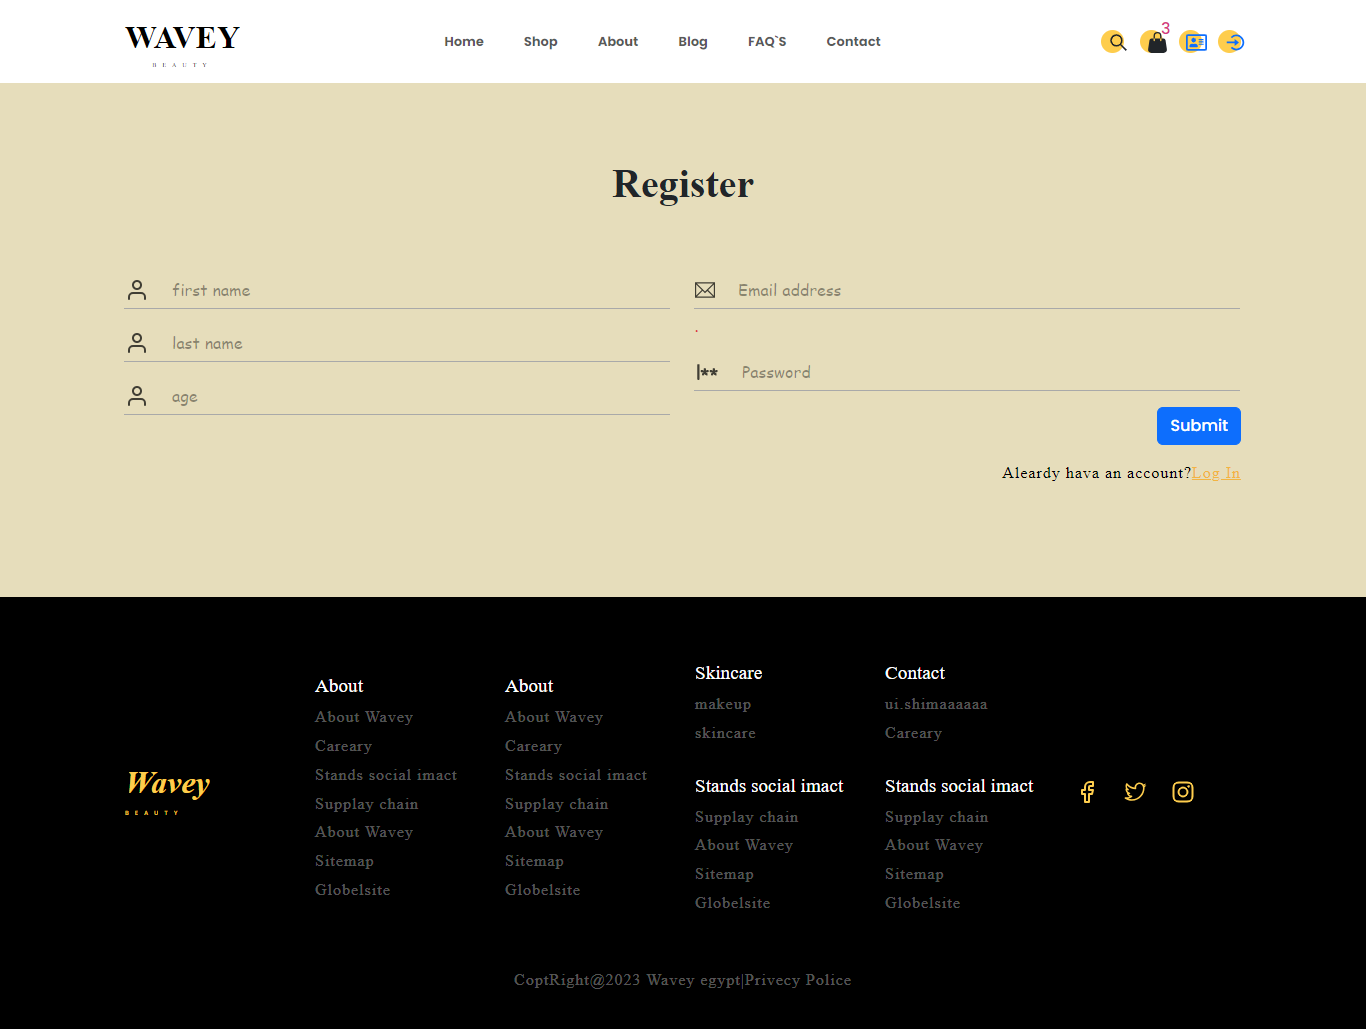 WAVEY
BEAUTY
Home Shop About Blog FAQ`S Contact
3
Register
first name
last name
age
Email address
.
|** Password
Submit
Aleardy hava an account?Log In
Wavey
BEAUTY
About
About Wavey
Careary
Stands social imact
Supplay chain
About Wavey
Sitemap
Globelsite
About
About Wavey
Careary
Stands social imact
Supplay chain
About Wavey
Sitemap
Globelsite
Skincare
makeup
skincare
Stands social imact
Supplay chain
About Wavey
Sitemap
Globelsite
Contact
ui.shimaaaaaa
Careary
Stands social imact
Supplay chain
About Wavey
Sitemap
Globelsite
CoptRight@2023 Wavey egypt|Privecy Police